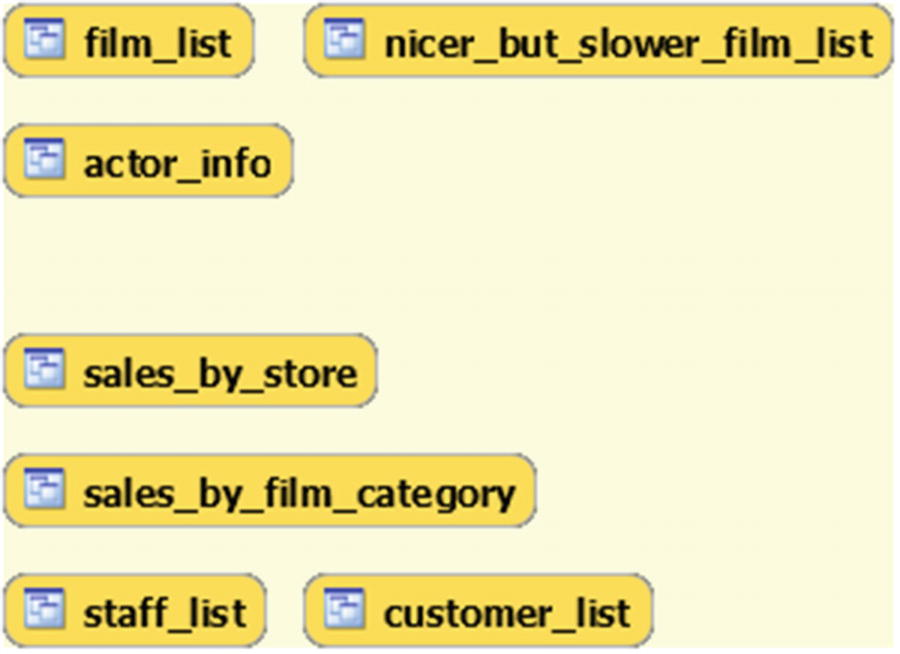 film_list
nicer_but_slower_film_list
actor_info
sales_by_store
sales_by_film_category
staff_list
customer_list